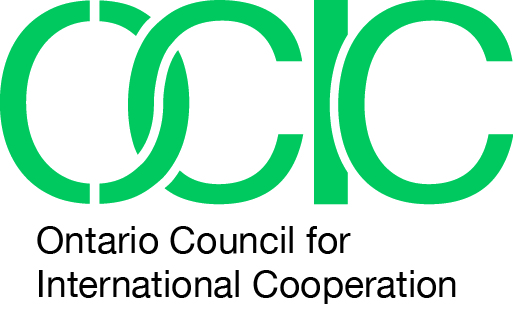 OCIC
Ontario Council for
International Cooperation